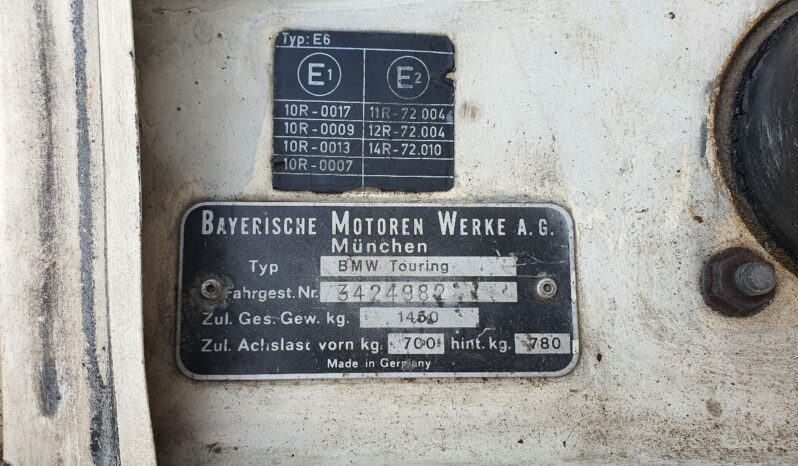 Typ: E6
E1 E2
10R-0017 11R-72.004
10R-0009 12R-72.004
10R-0013 14R-72.010
10R-0007
BAYERISCHE MOTOREN WERKE A.G.
München
Typ BMW Touring
Fahrgest. Nr. 3424982
Zul. Ges. Gew. kg. 1430
Zul. Achslast vorn kg. 700 hint. kg. 780
Made in Germany